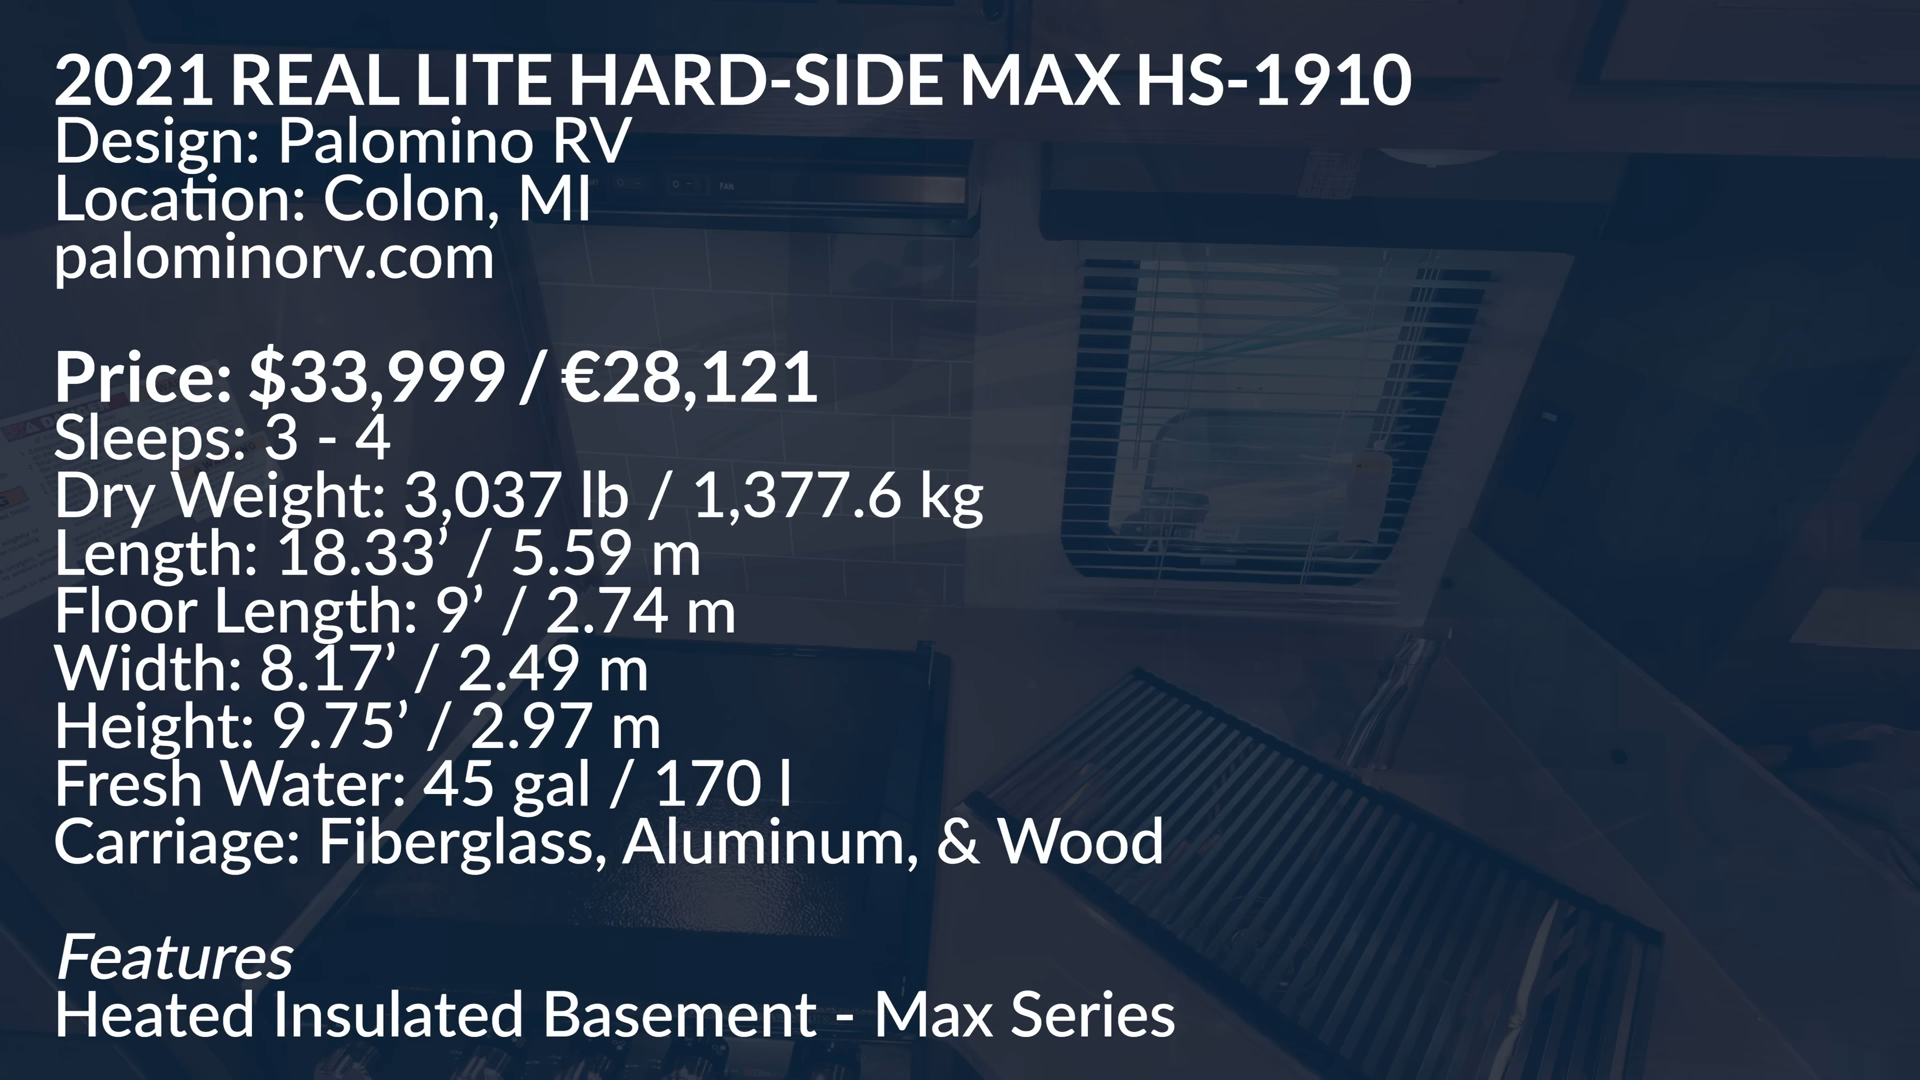 2021 REAL LITE HARD-SIDE MAX HS-1910
Design: Palomino RV
Location: Colon, MI
palominorv.com
Price: $33,999 / €28,121
Sleeps: 3 - 4
Dry Weight: 3,037 lb / 1,377.6 kg
Length: 18.33’ / 5.59 m
Floor Length: 9’ / 2.74 m
Width: 8.17’ / 2.49 m
Height: 9.75’ / 2.97 m
Fresh Water: 45 gal / 170 l
Carriage: Fiberglass, Aluminum, & Wood
Features
Heated Insulated Basement - Max Series
FAN